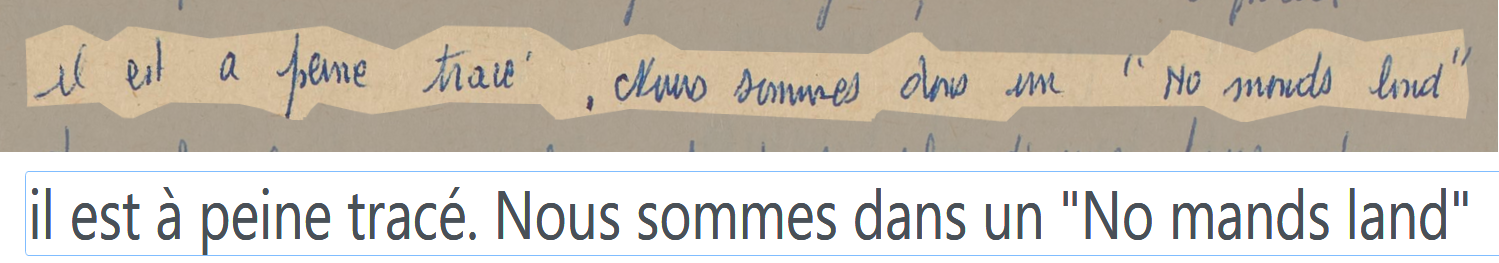 il est a peine tracé. Nous sommes dans un "No mands land"
il est à peine tracé. Nous sommes dans un "No mands land"